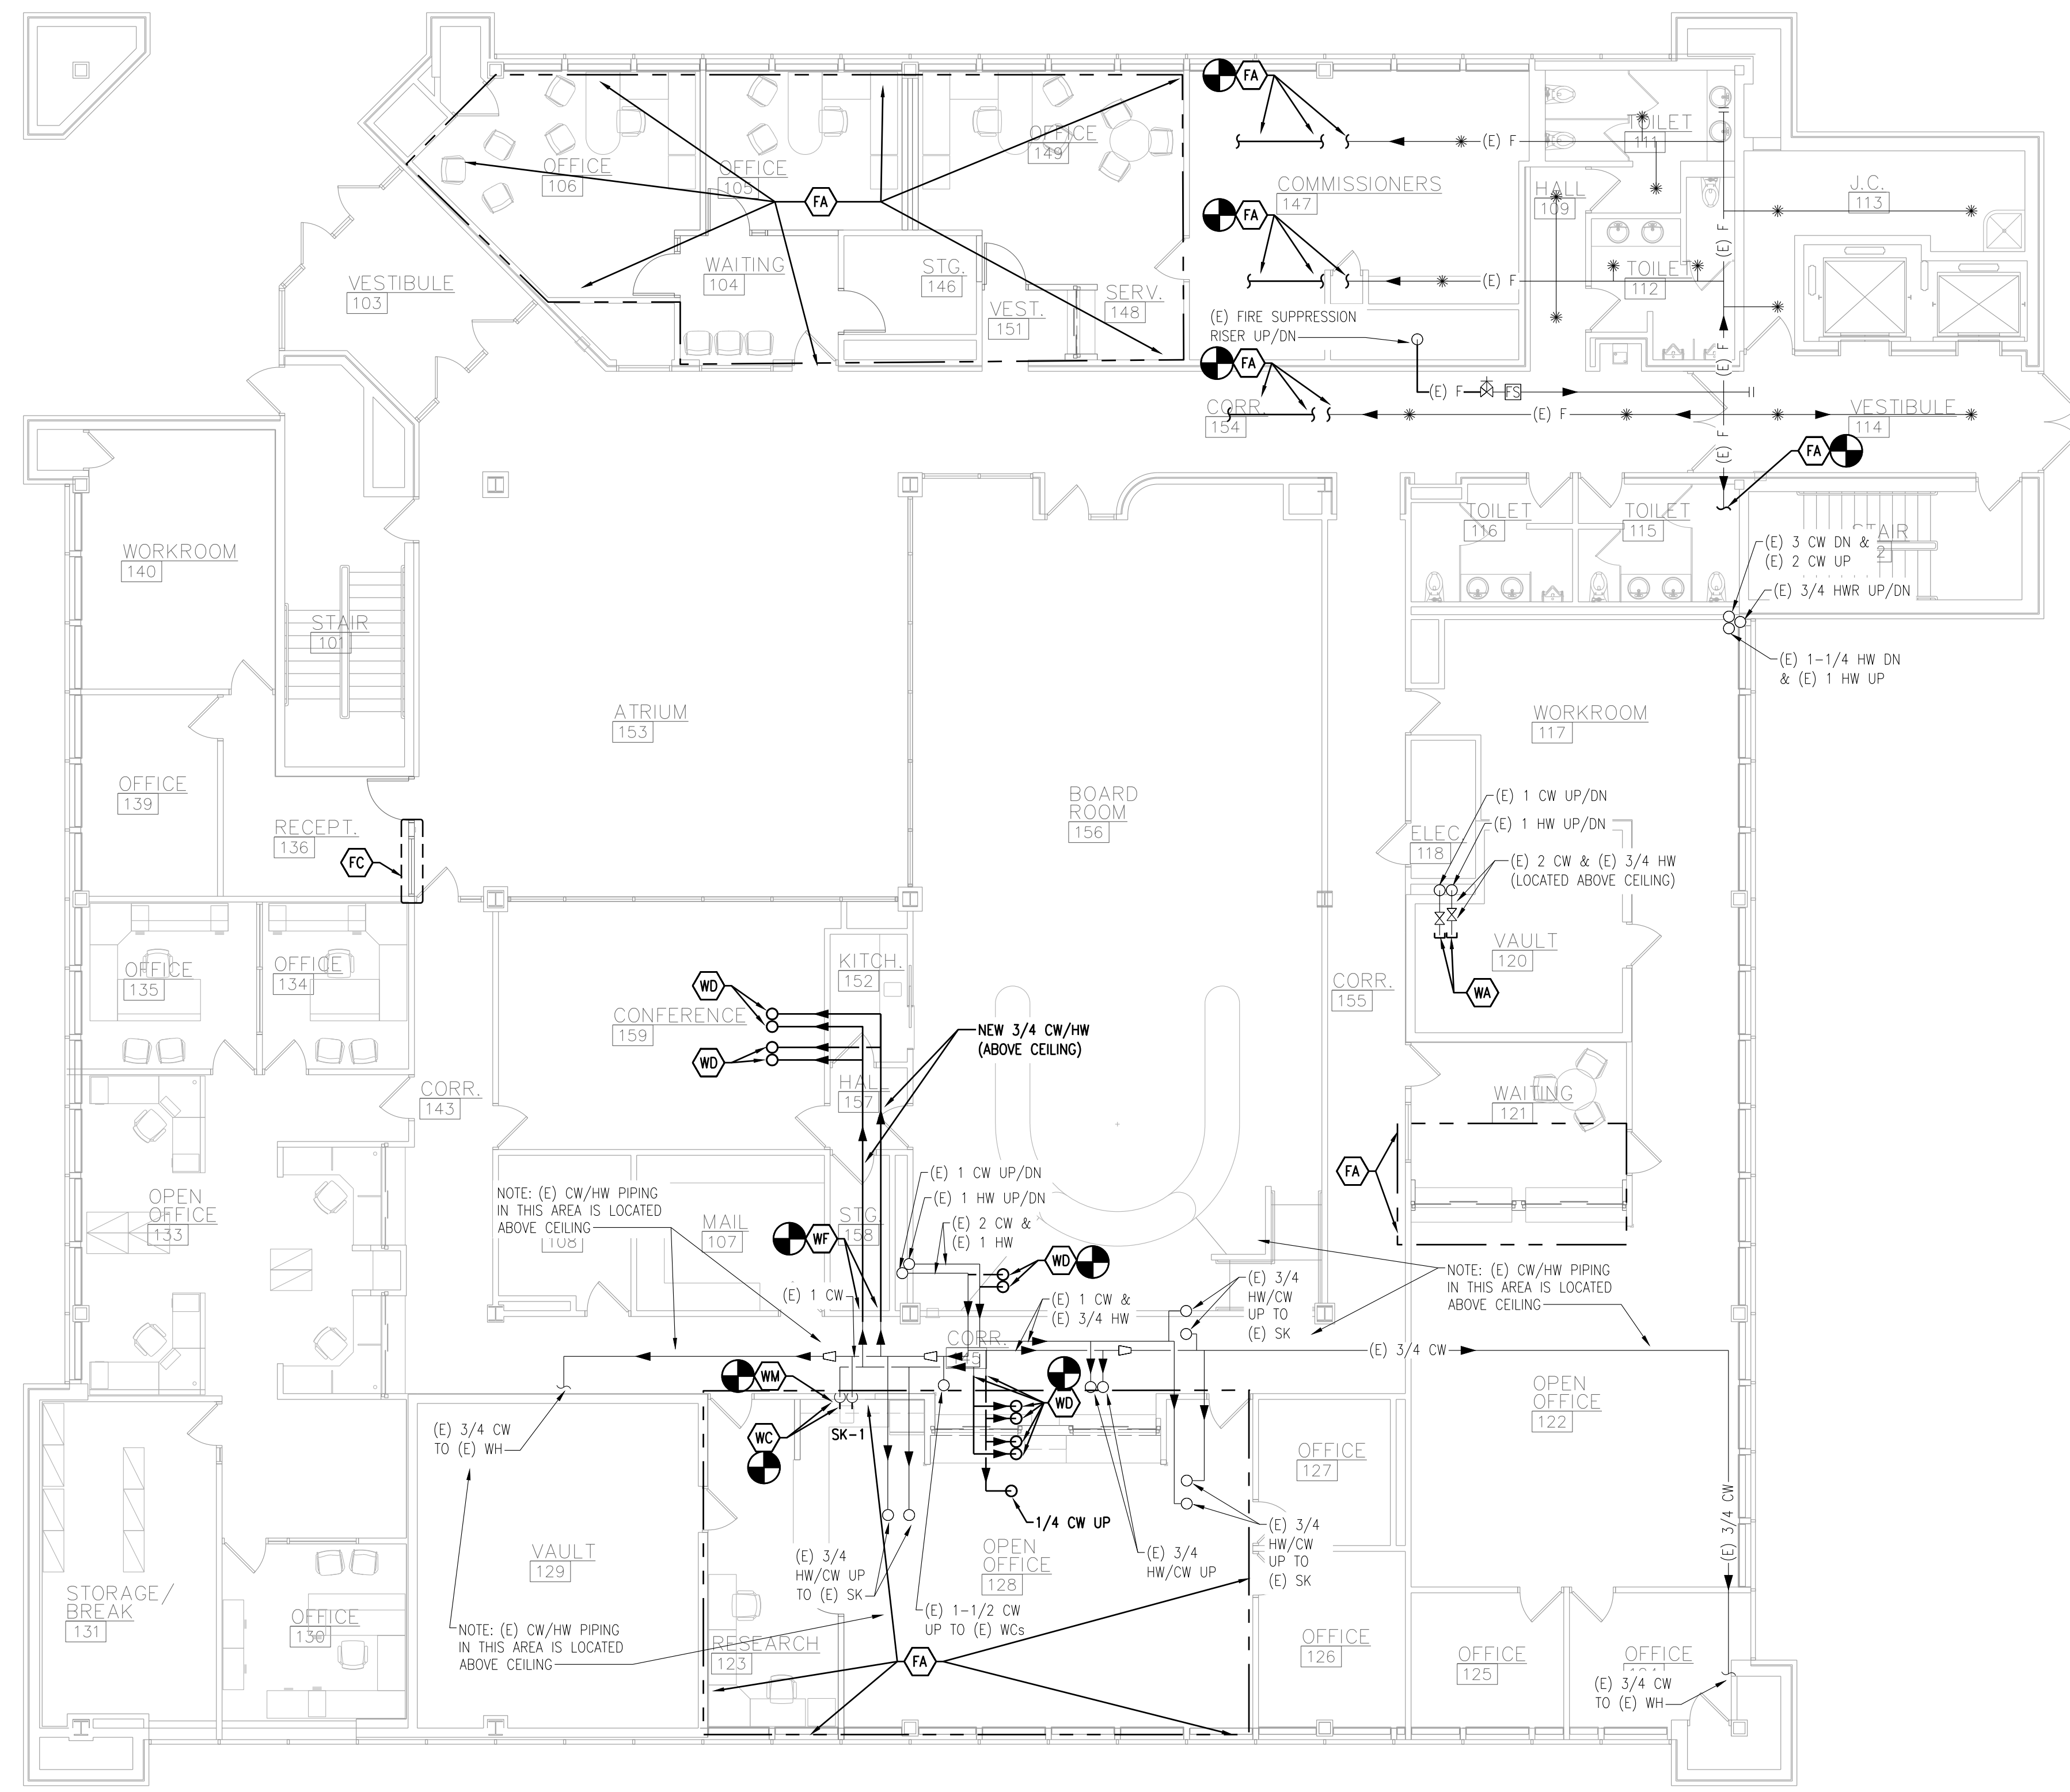 OFFICE
106
OFFICE
105
OFFICE
149
FA
FA
(E) F
TOILET
111
COMMISSIONERS
147
HALL
109
J.C.
113
FA
FA
(E) F
(E) F
TOILET
112
VESTIBULE
103
WAITING
104
STG.
146
VEST.
151
SERV.
148
(E) FIRE SUPPRESSION
RISER UP/DN
(E) F
FA
(E) F
FS
CORR.
154
(E) F
VESTIBULE
114
(E) F
FA
WORKROOM
140
TOILET
116
TOILET
115
(E) 3 CW DN &
(E) 2 CW UP
(E) 3/4 HWR UP/DN
STAIR
101
(E) 1-1/4 HW DN
& (E) 1 HW UP
ATRIUM
153
WORKROOM
117
OFFICE
139
BOARD
ROOM
156
RECEPT.
136
FC
(E) 1 CW UP/DN
(E) 1 HW UP/DN
ELEC.
118
(E) 2 CW & (E) 3/4 HW
(LOCATED ABOVE CEILING)
OFFICE
135
OFFICE
134
KITCH.
152
VAULT
120
WA
CORR.
155
WD
CONFERENCE
159
NEW 3/4 CW/HW
(ABOVE CEILING)
WD
HALL
157
CORR.
143
WAITING
121
FA
OPEN
OFFICE
133
NOTE: (E) CW/HW PIPING
IN THIS AREA IS LOCATED
ABOVE CEILING
108
MAIL
107
STG.
158
WF
(E) 1 CW UP/DN
(E) 1 HW UP/DN
(E) 2 CW &
(E) 1 HW
WD
(E) 1 CW
(E) 1 CW &
(E) 3/4 HW
(E) 3/4
HW/CW
UP TO
(E) SK
NOTE: (E) CW/HW PIPING
IN THIS AREA IS LOCATED
ABOVE CEILING
CORR.
145
(E) 3/4 CW
WM
WD
WC
SK-1
OPEN
OFFICE
122
(E) 3/4 CW
TO (E) WH
OFFICE
127
1/4 CW UP
(E) 3/4 CW
VAULT
129
(E) 3/4
HW/CW UP
TO (E) SK
OPEN
OFFICE
128
(E) 3/4
HW/CW UP
(E) 3/4
HW/CW
UP TO
(E) SK
STORAGE/
BREAK
131
OFFICE
130
NOTE: (E) CW/HW PIPING
IN THIS AREA IS LOCATED
ABOVE CEILING
(E) 1-1/2 CW
UP TO (E) WCs
RESEARCH
123
FA
OFFICE
126
OFFICE
125
OFFICE
(E) 3/4 CW
TO (E) WH